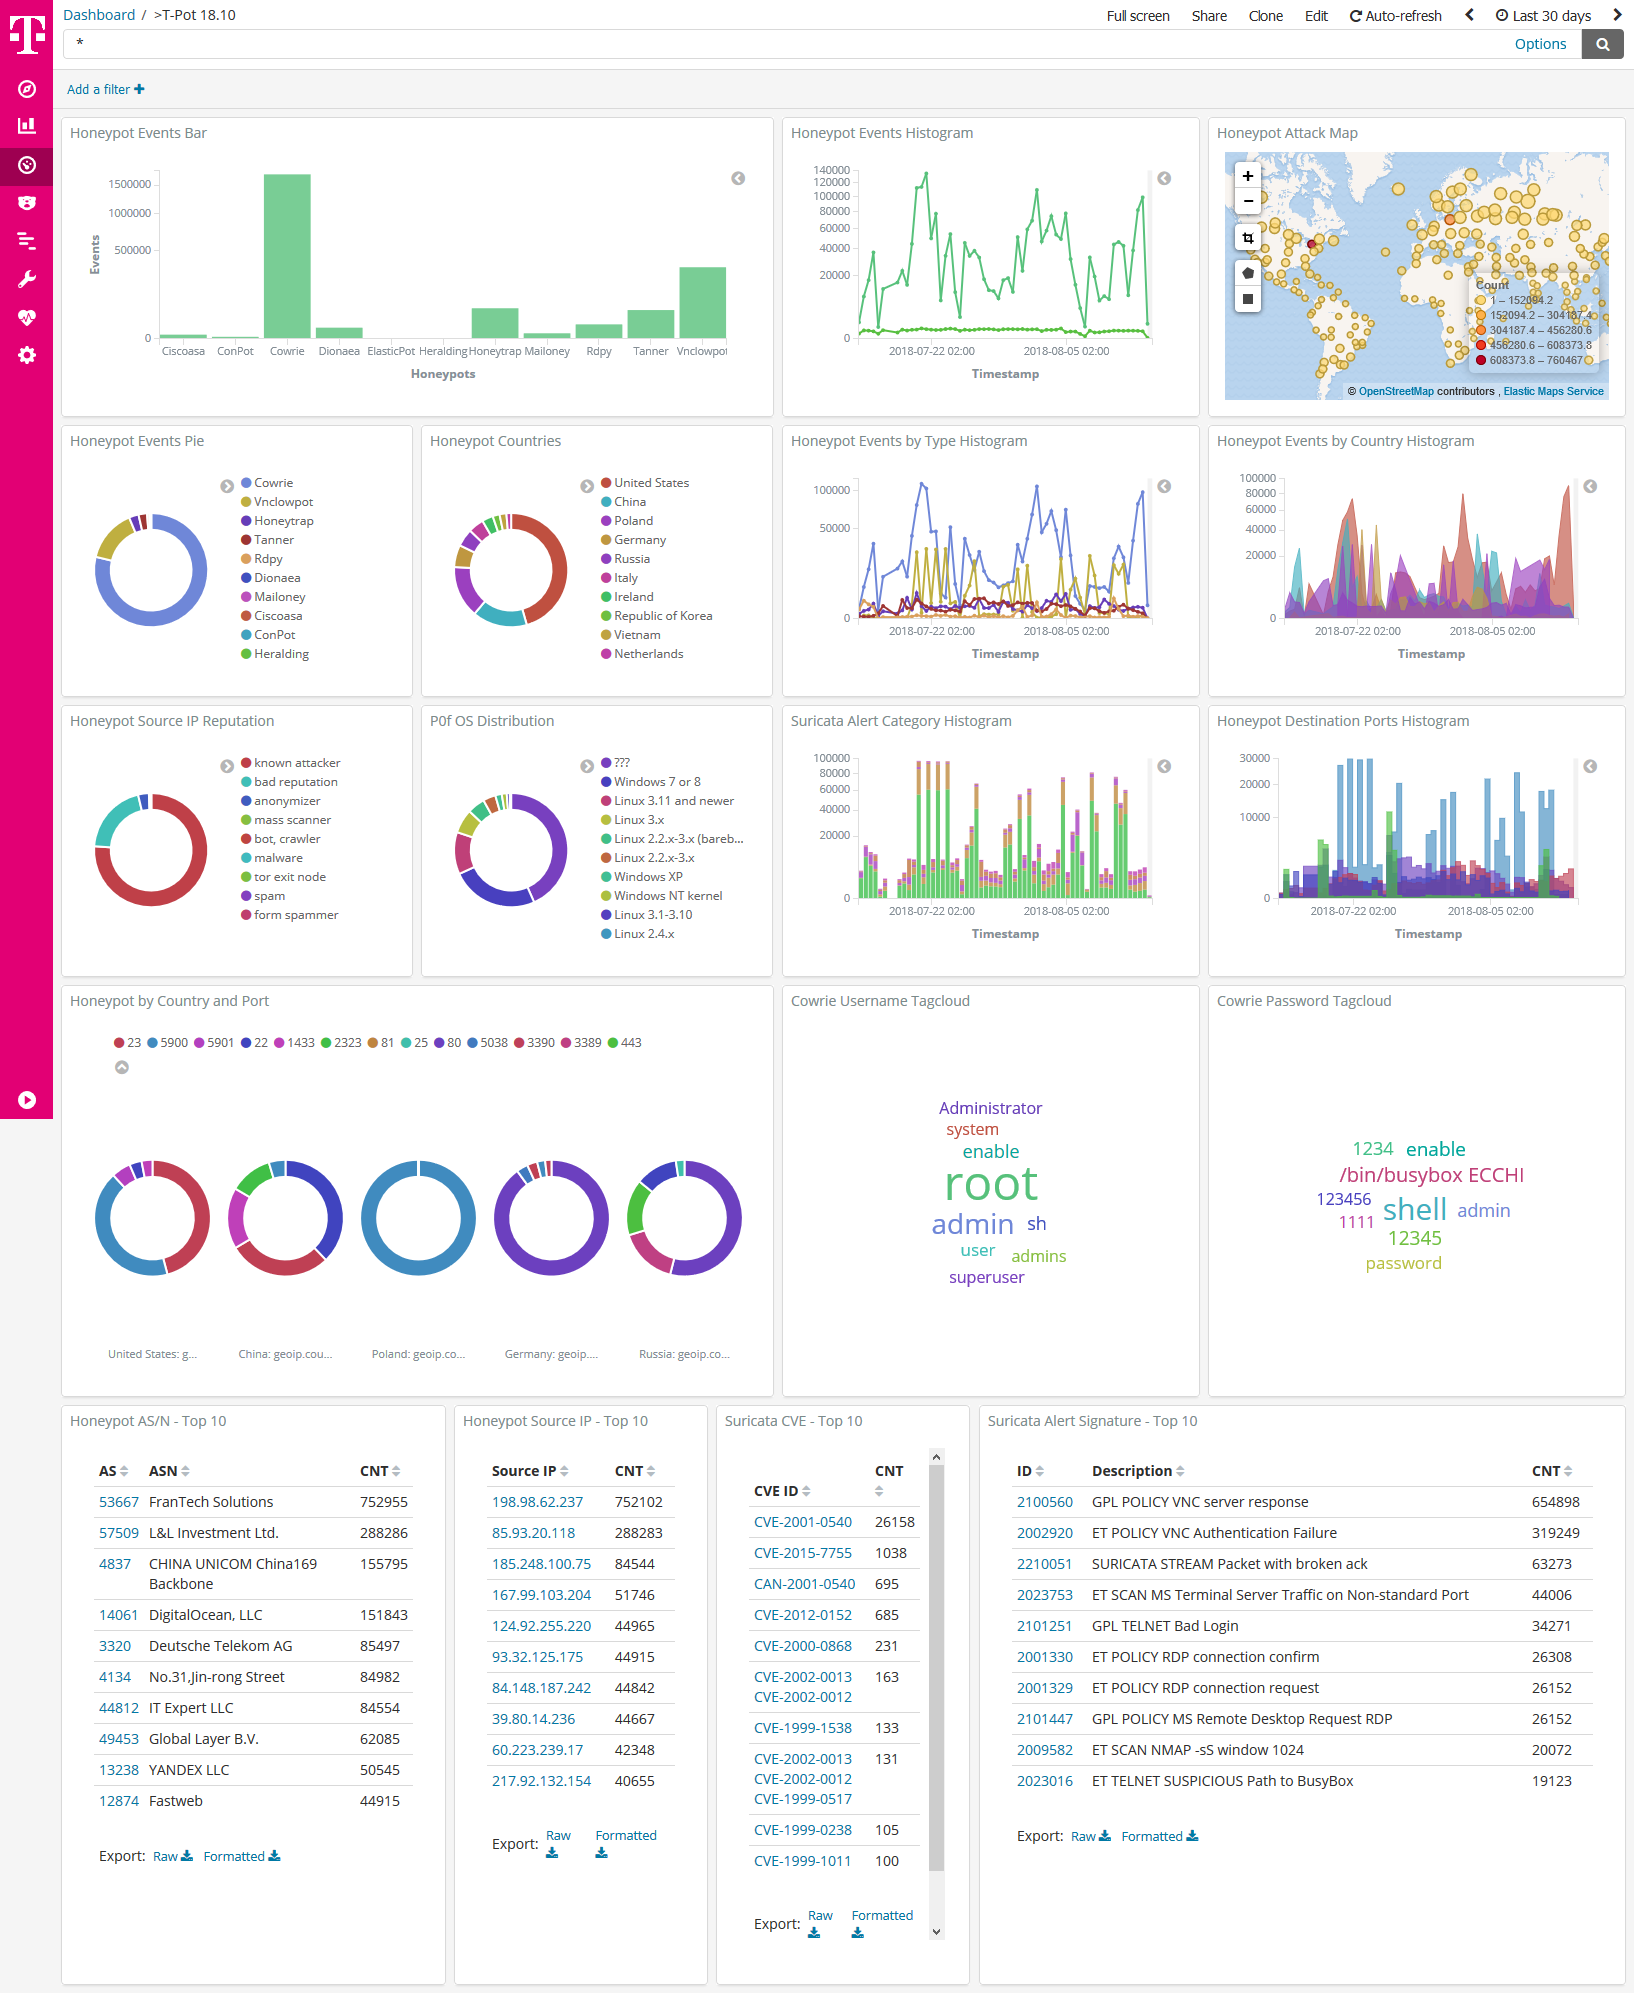 Dashboard / >T-Pot 18.10
Full screen Share Clone Edit Auto-refresh Last 30 days
*
Options
Add a filter
Honeypot Events Bar
1500000
1000000
500000
0
Events
Ciscoasa ConPot Cowrie Dionaea ElasticPot Heralding Honeytrap Mailoney Rdpy Tanner Vnclowpot
Honeypots
Honeypot Events Histogram
140000
120000
100000
80000
60000
40000
20000
0
2018-07-22 02:00 2018-08-05 02:00
Timestamp
Honeypot Attack Map
+
−
Count
1 – 152094.2
152094.2 – 304187.4
304187.4 – 456280.6
456280.6 – 608373.8
608373.8 – 760467
© OpenStreetMap contributors , Elastic Maps Service
Honeypot Events Pie
Cowrie
Vnclowpot
Honeytrap
Tanner
Rdpy
Dionaea
Mailoney
Ciscoasa
ConPot
Heralding
Honeypot Countries
United States
China
Poland
Germany
Russia
Italy
Ireland
Republic of Korea
Vietnam
Netherlands
Honeypot Events by Type Histogram
100000
50000
0
2018-07-22 02:00 2018-08-05 02:00
Timestamp
Honeypot Events by Country Histogram
100000
80000
60000
40000
20000
0
2018-07-22 02:00 2018-08-05 02:00
Timestamp
Honeypot Source IP Reputation
known attacker
bad reputation
anonymizer
mass scanner
bot, crawler
malware
tor exit node
spam
form spammer
P0f OS Distribution
???
Windows 7 or 8
Linux 3.11 and newer
Linux 3.x
Linux 2.2.x-3.x (bareb...
Linux 2.2.x-3.x
Windows XP
Windows NT kernel
Linux 3.1-3.10
Linux 2.4.x
Suricata Alert Category Histogram
100000
80000
60000
40000
20000
0
2018-07-22 02:00 2018-08-05 02:00
Timestamp
Honeypot Destination Ports Histogram
30000
20000
10000
0
2018-07-22 02:00 2018-08-05 02:00
Timestamp
Honeypot by Country and Port
23 5900 5901 22 1433 2323 81 25 80 5038 3390 3389 443
United States: g... China: geoip.cou... Poland: geoip.co... Germany: geoip.... Russia: geoip.co...
Cowrie Username Tagcloud
Administrator
system
enable
root
admin sh
user admins
superuser
Cowrie Password Tagcloud
1234 enable
/bin/busybox ECCHI
123456 shell admin
1111
12345
password
Honeypot AS/N - Top 10
AS ASN CNT
53667 FranTech Solutions 752955
57509 L&L Investment Ltd. 288286
4837 CHINA UNICOM China169 155795
Backbone
14061 DigitalOcean, LLC 151843
3320 Deutsche Telekom AG 85497
4134 No.31,Jin-rong Street 84982
44812 IT Expert LLC 84554
49453 Global Layer B.V. 62085
13238 YANDEX LLC 50545
12874 Fastweb 44915
Export: Raw Formatted
Honeypot Source IP - Top 10
Source IP CNT
198.98.62.237 752102
85.93.20.118 288283
185.248.100.75 84544
167.99.103.204 51746
124.92.255.220 44965
93.32.125.175 44915
84.148.187.242 44842
39.80.14.236 44667
60.223.239.17 42348
217.92.132.154 40655
Export: Raw Formatted
Suricata CVE - Top 10
CVE ID CNT
CVE-2001-0540 26158
CVE-2015-7755 1038
CAN-2001-0540 695
CVE-2012-0152 685
CVE-2000-0868 231
CVE-2002-0013 163
CVE-2002-0012
CVE-1999-1538 133
CVE-2002-0013 131
CVE-2002-0012
CVE-1999-0517
CVE-1999-0238 105
CVE-1999-1011 100
Export: Raw Formatted
Suricata Alert Signature - Top 10
ID Description CNT
2100560 GPL POLICY VNC server response 654898
2002920 ET POLICY VNC Authentication Failure 319249
2210051 SURICATA STREAM Packet with broken ack 63273
2023753 ET SCAN MS Terminal Server Traffic on Non-standard Port 44006
2101251 GPL TELNET Bad Login 34271
2001330 ET POLICY RDP connection confirm 26308
2001329 ET POLICY RDP connection request 26152
2101447 GPL POLICY MS Remote Desktop Request RDP 26152
2009582 ET SCAN NMAP -sS window 1024 20072
2023016 ET TELNET SUSPICIOUS Path to BusyBox 19123
Export: Raw Formatted